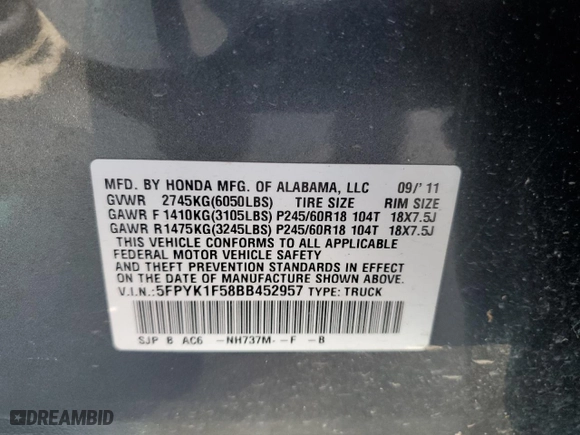 MFD. BY HONDA MFG. OF ALABAMA, LLC 09/'11
GVWR 2745KG(6050LBS) TIRE SIZE RIM SIZE
GAWR F 1410KG(3105LBS) P245/60R18 104T 18X7.5J
GAWR R1475KG(3245LBS) P245/60R18 104T 18X7.5J
THIS VEHICLE CONFORMS TO ALL APPLICABLE
FEDERAL MOTOR VEHICLE SAFETY
AND THEFT PREVENTION STANDARDS IN EFFECT
ON THE DATE OF MANUFACTURE SHOWN ABOVE.
V.I.N.:5FPYK1F58BB452957 TYPE: TRUCK
SJP B AC6 -NH737M- -F -B
DREAMBID